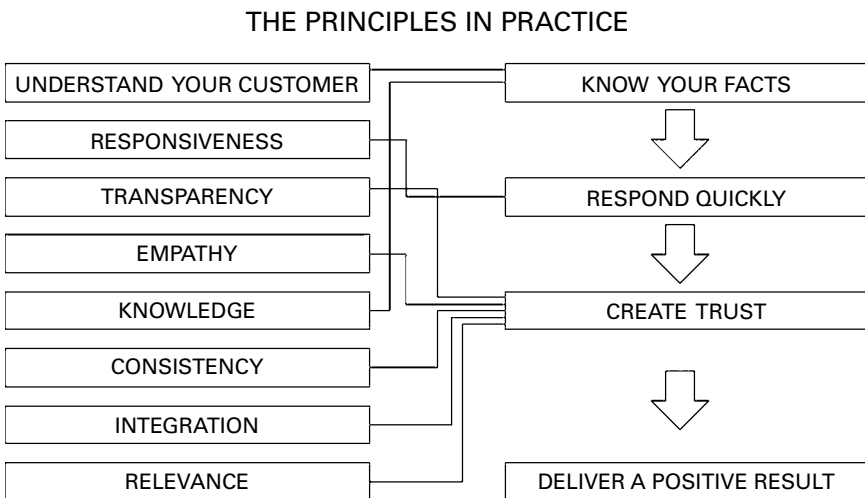 THE PRINCIPLES IN PRACTICE
UNDERSTAND YOUR CUSTOMER
KNOW YOUR FACTS
RESPONSIVENESS
TRANSPARENCY
RESPOND QUICKLY
EMPATHY
KNOWLEDGE
CREATE TRUST
CONSISTENCY
INTEGRATION
RELEVANCE
DELIVER A POSITIVE RESULT